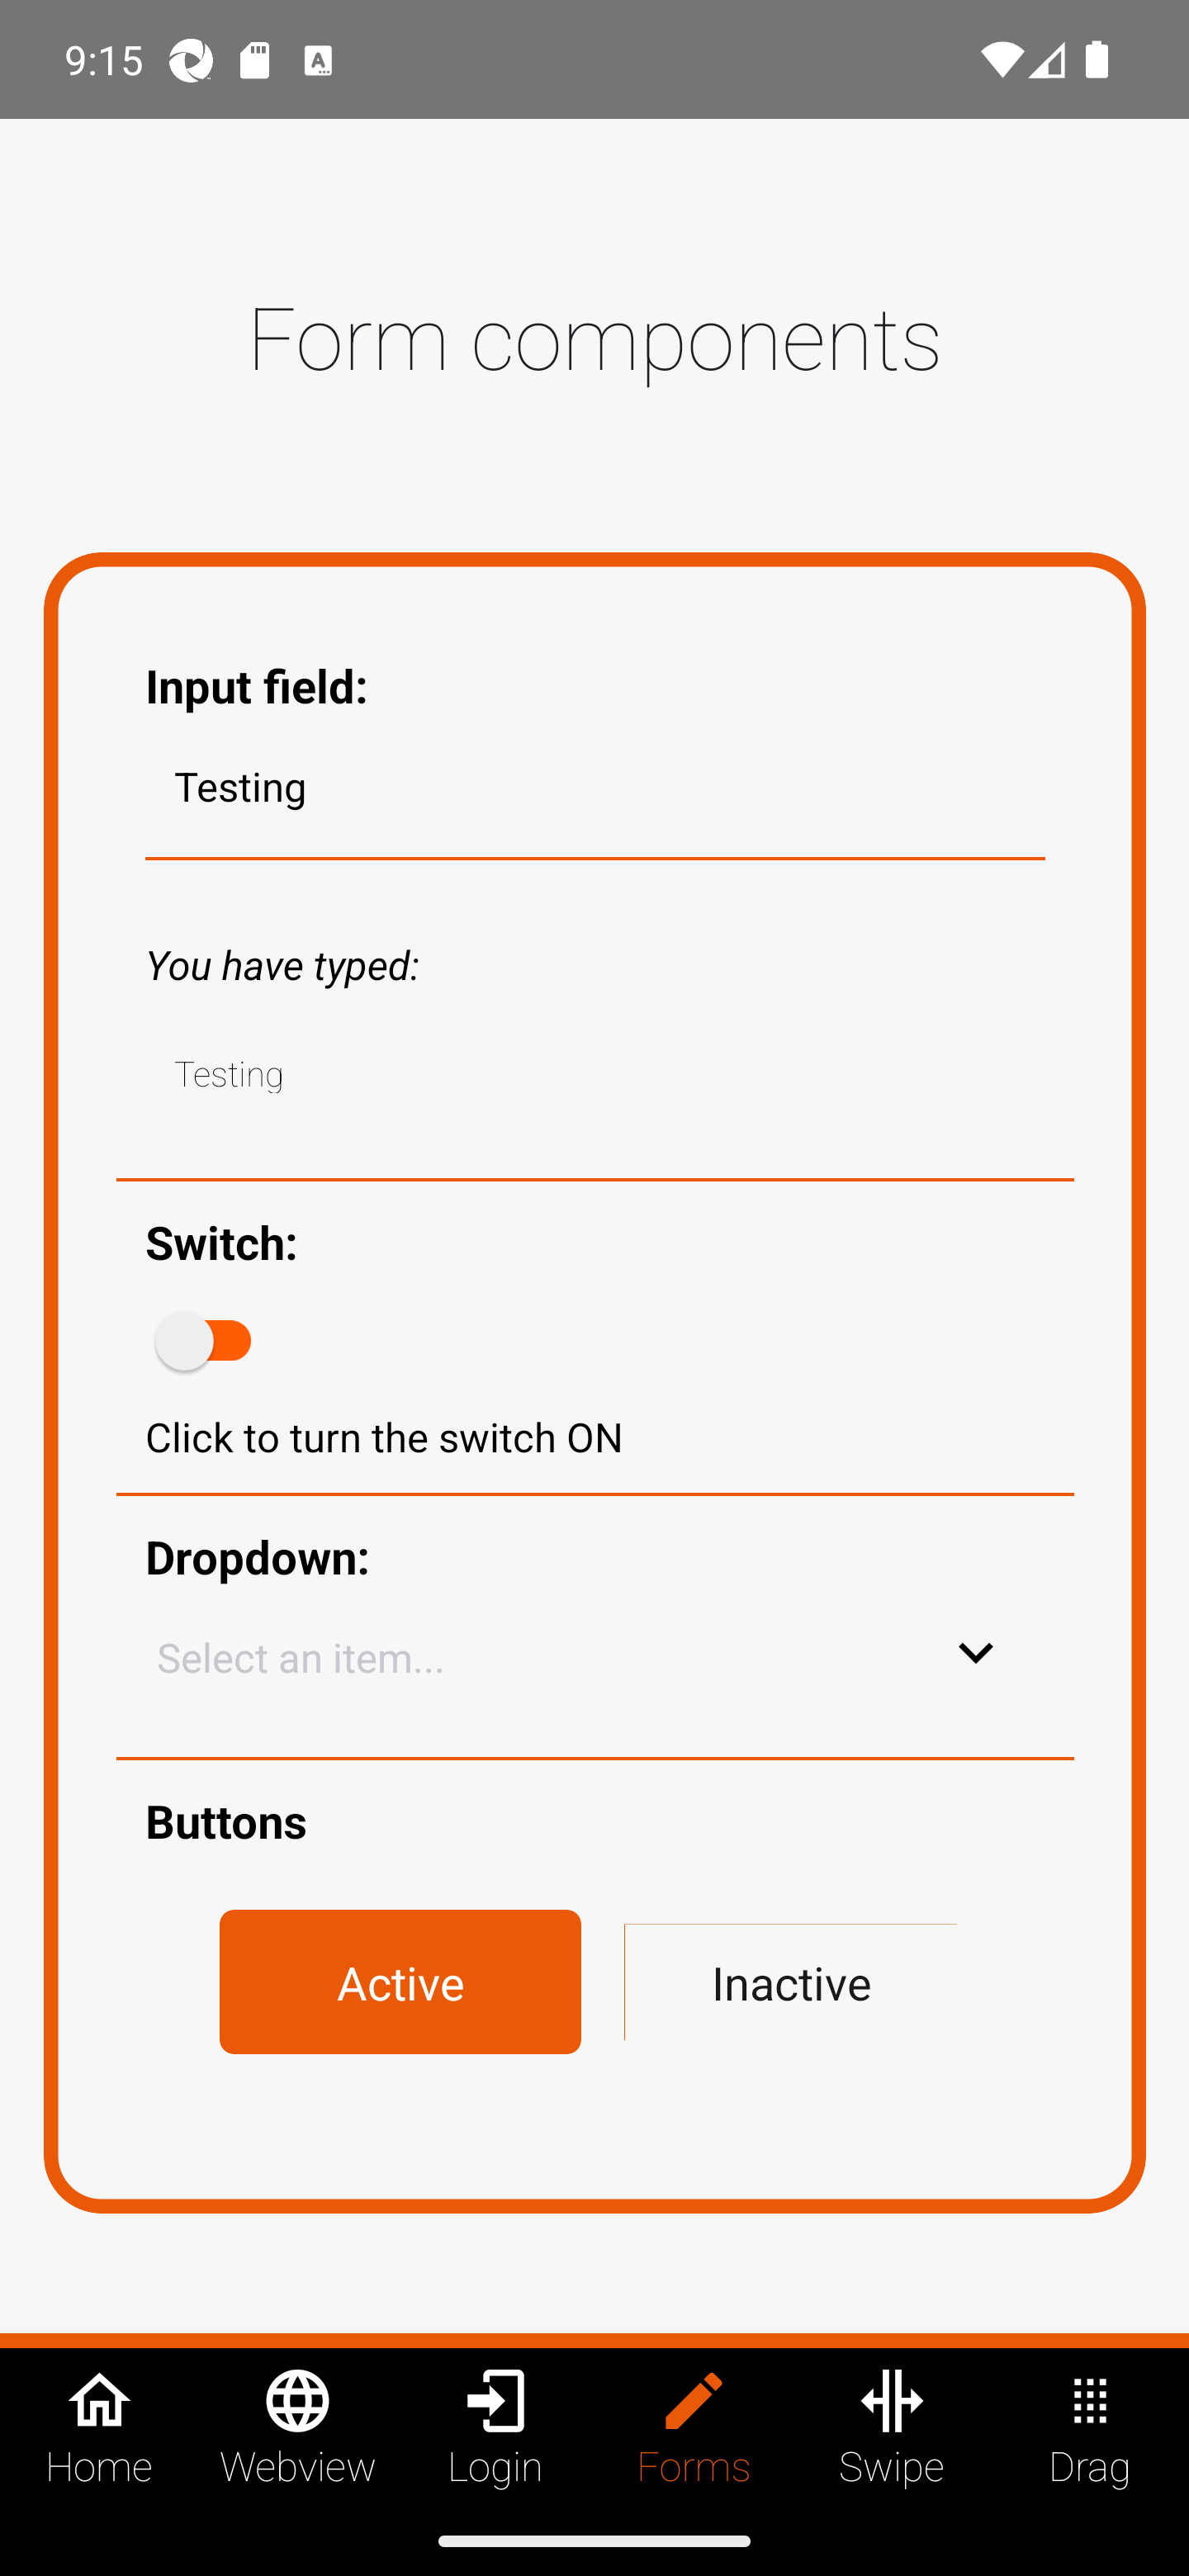 9:15
Form components
Input field:
Testing
You have typed:
Testing
Switch:
Click to turn the switch ON
Dropdown:
Select an item...
Buttons
Active
Inactive
Home
Webview
Login
Forms
Swipe
Drag